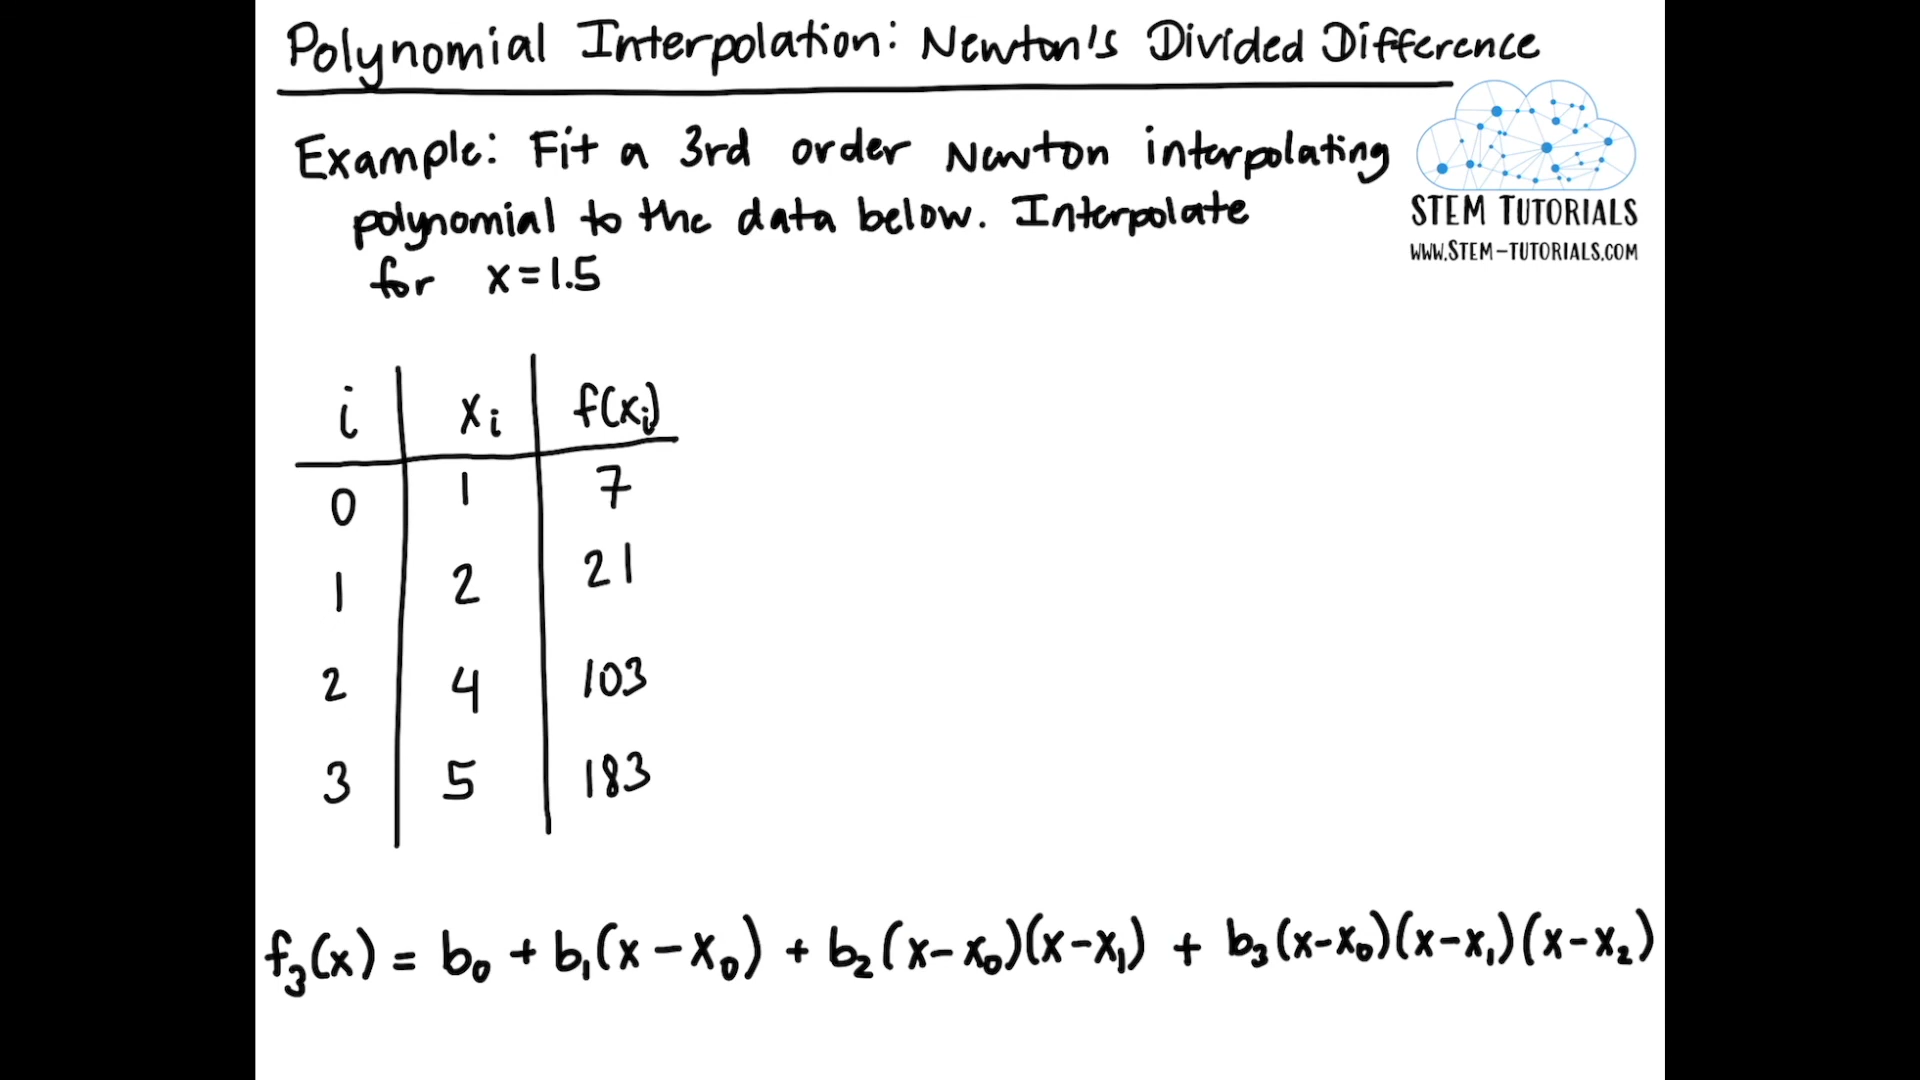 Polynomial Interpolation: Newton's Divided Difference
Example: Fit a 3rd order Newton interpolating
polynomial to the data below. Interpolate
for x=1.5
STEM TUTORIALS
WWW.STEM-TUTORIALS.COM
i xᵢ f(xᵢ)
0 1 7
1 2 21
2 4 103
3 5 183
f₃(x) = b₀ + b₁(x-x₀) + b₂(x-x₀)(x-x₁) + b₃(x-x₀)(x-x₁)(x-x₂)